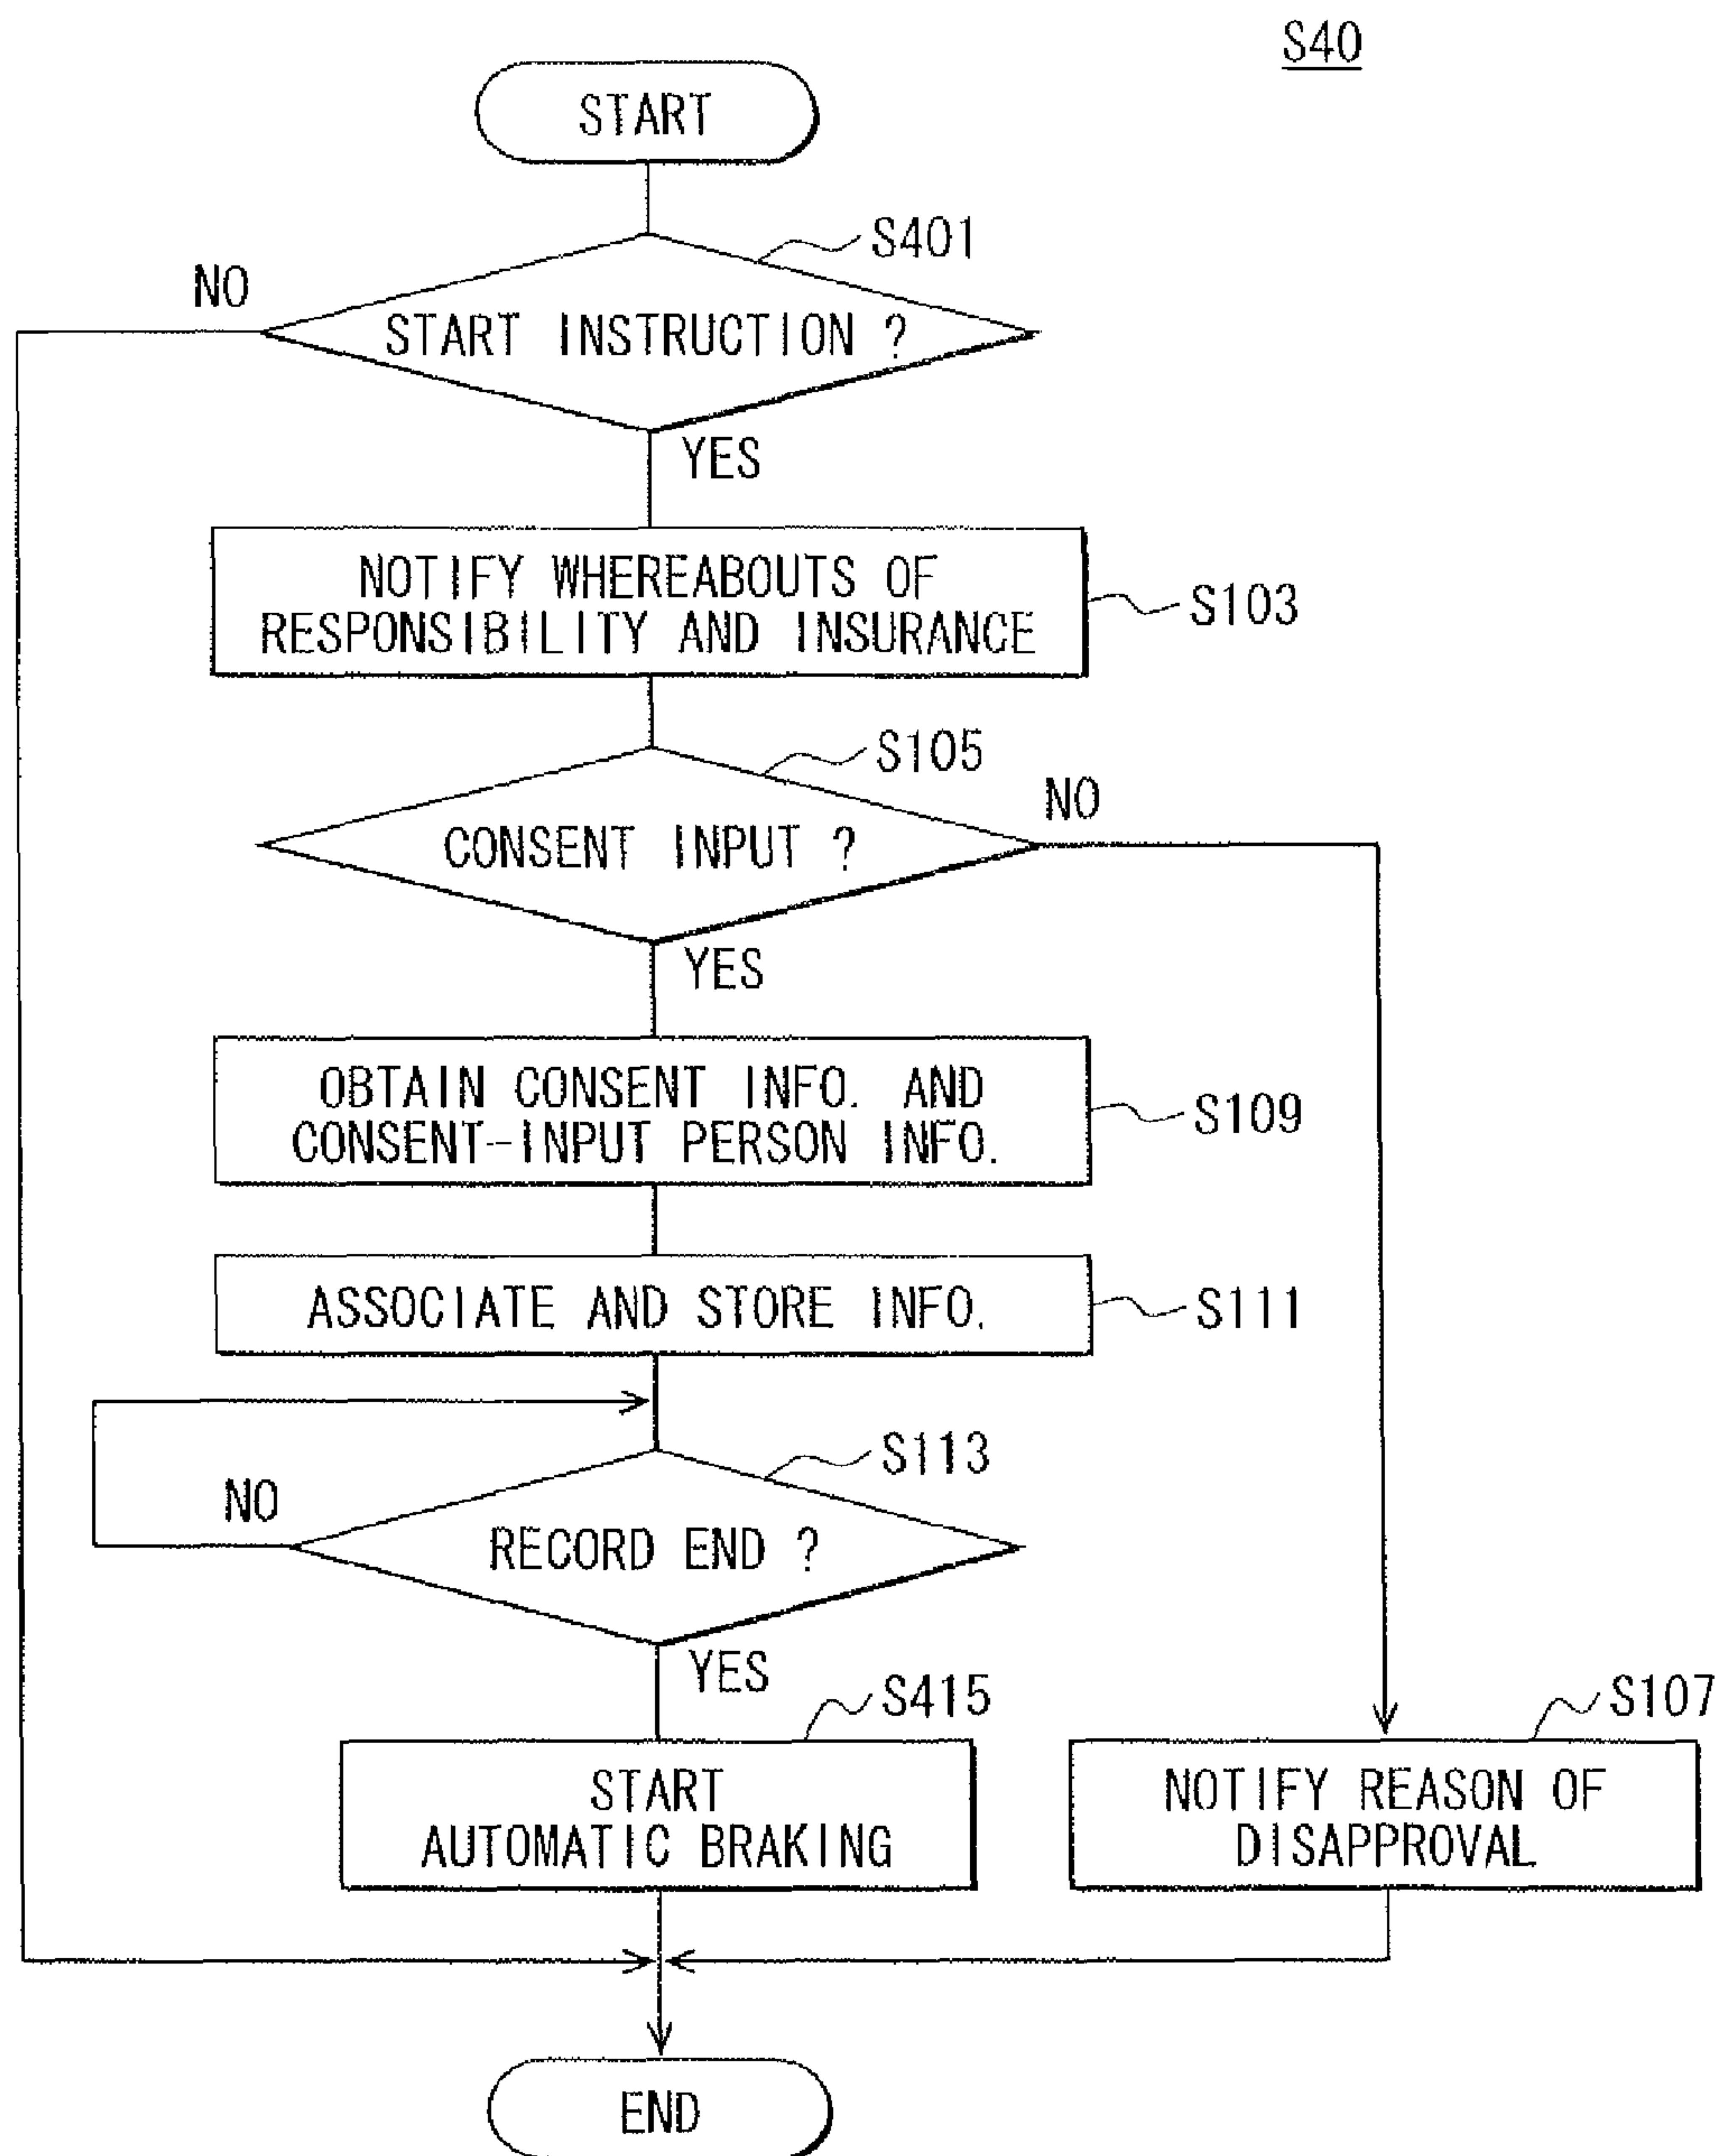 S40
START
S401
NO
START INSTRUCTION ?
YES
NOTIFY WHEREABOUTS OF
RESPONSIBILITY AND INSURANCE
S103
S105
NO
CONSENT INPUT ?
YES
OBTAIN CONSENT INFO. AND
CONSENT-INPUT PERSON INFO.
S109
ASSOCIATE AND STORE INFO.
S111
S113
NO
RECORD END ?
YES
S415
S107
START
AUTOMATIC BRAKING
NOTIFY REASON OF
DISAPPROVAL
END